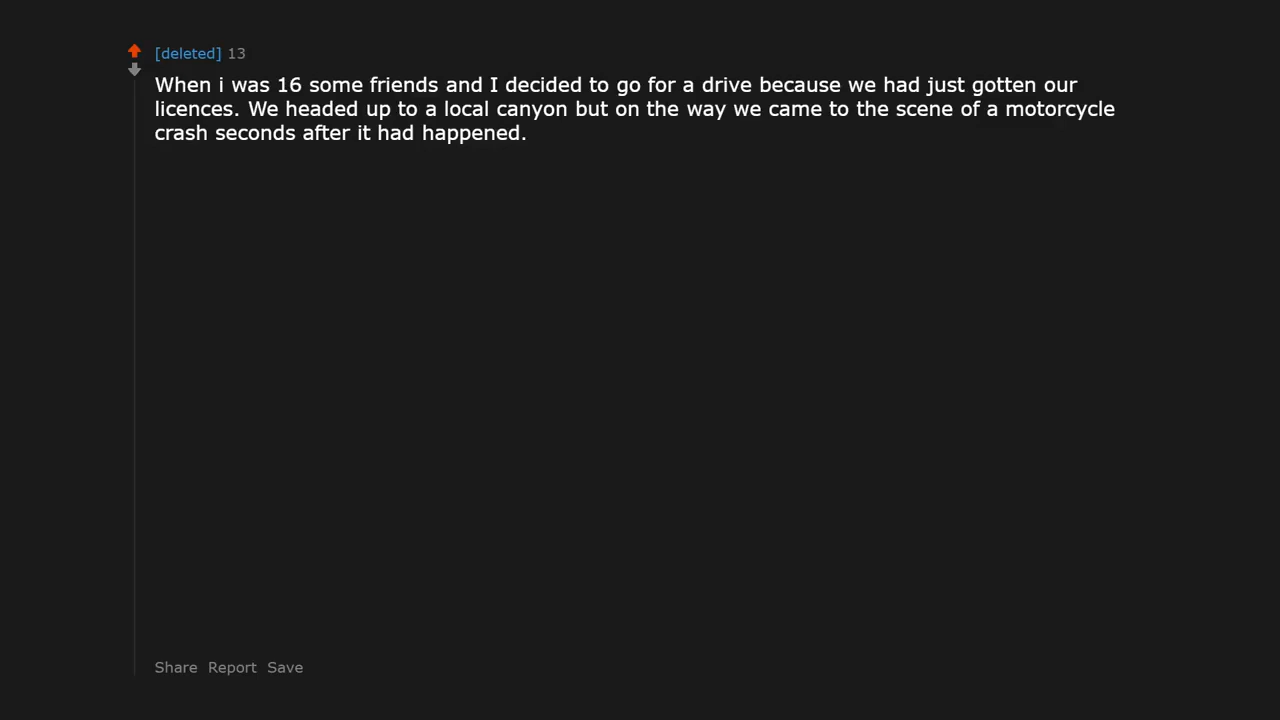 [deleted] 13
When i was 16 some friends and I decided to go for a drive because we had just gotten our
licences. We headed up to a local canyon but on the way we came to the scene of a motorcycle
crash seconds after it had happened.
Share Report Save